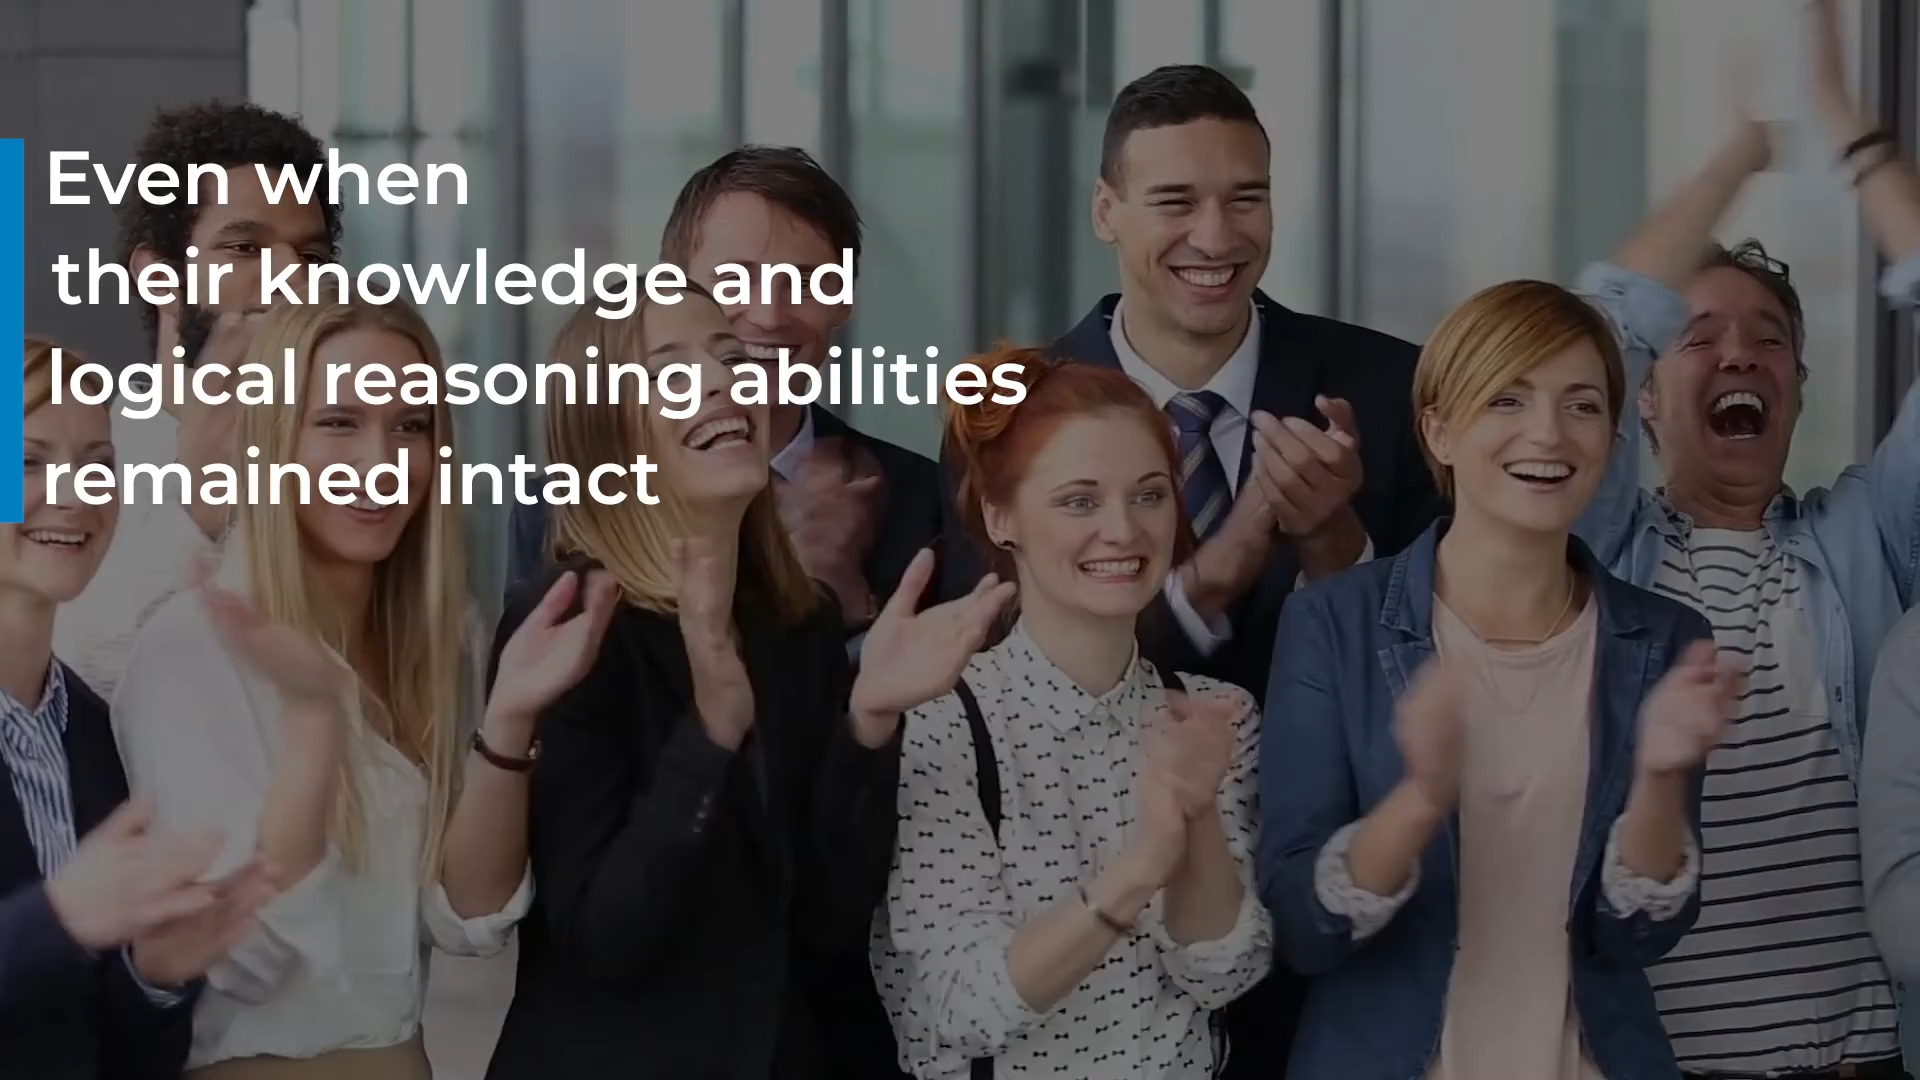 Even when
their knowledge and
logical reasoning abilities
remained intact